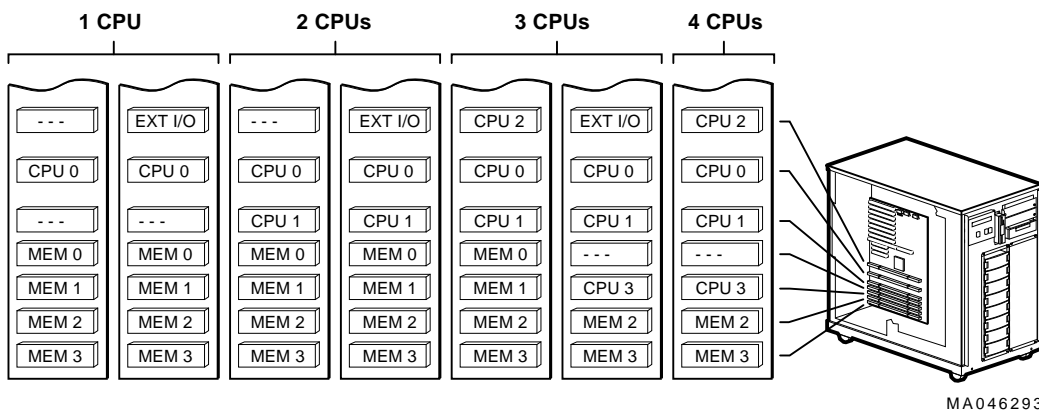 1 CPU 2 CPUs 3 CPUs 4 CPUs
- - - EXT I/O - - - EXT I/O CPU 2 EXT I/O CPU 2
CPU 0 CPU 0 CPU 0 CPU 0 CPU 0 CPU 0 CPU 0
- - - - - - CPU 1 CPU 1 CPU 1 CPU 1 CPU 1
MEM 0 MEM 0 MEM 0 MEM 0 MEM 0 - - - - - -
MEM 1 MEM 1 MEM 1 MEM 1 MEM 1 CPU 3 CPU 3
MEM 2 MEM 2 MEM 2 MEM 2 MEM 2 MEM 2 MEM 2
MEM 3 MEM 3 MEM 3 MEM 3 MEM 3 MEM 3 MEM 3
MA046293